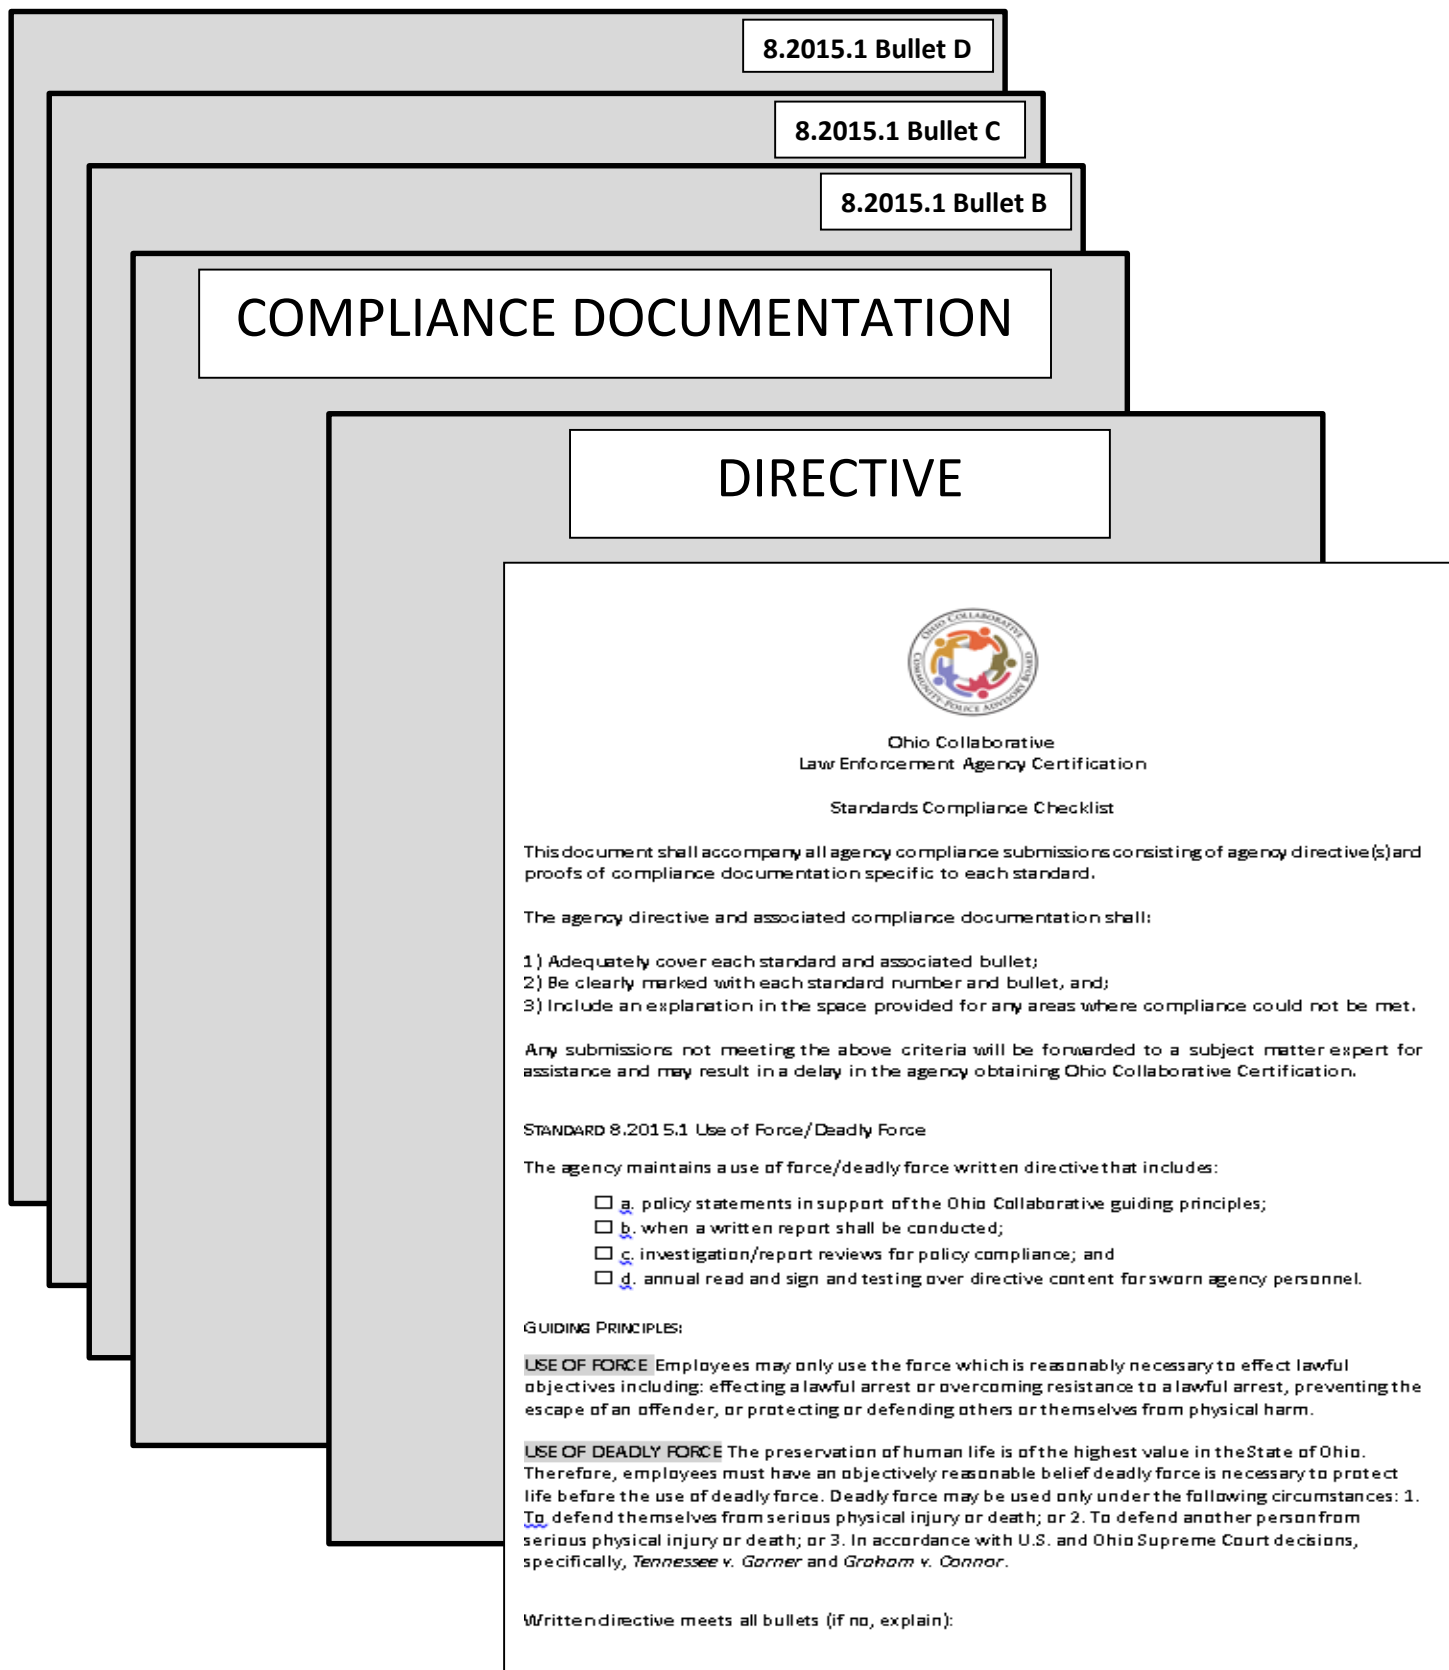 8.2015.1 Bullet D
8.2015.1 Bullet C
8.2015.1 Bullet B
COMPLIANCE DOCUMENTATION
DIRECTIVE
OHIO COLLABORATIVE
COMMUNITY-POLICE ADVISORY BOARD
Ohio Collaborative
Law Enforcement Agency Certification
Standards Compliance Checklist
This document shall accompany all agency compliance submissions consisting of agency directive(s) and
proofs of compliance documentation specific to each standard.
The agency directive and associated compliance documentation shall:
1) Adequately cover each standard and associated bullet;
2) Be clearly marked with each standard number and bullet, and;
3) Include an explanation in the space provided for any areas where compliance could not be met.
Any submissions not meeting the above criteria will be forwarded to a subject matter expert for
assistance and may result in a delay in the agency obtaining Ohio Collaborative Certification.
STANDARD 8.2015.1 Use of Force/Deadly Force
The agency maintains a use of force/deadly force written directive that includes:
☐ a. policy statements in support of the Ohio Collaborative guiding principles;
☐ b. when a written report shall be conducted;
☐ c. investigation/report reviews for policy compliance; and
☐ d. annual read and sign and testing over directive content for sworn agency personnel.
GUIDING PRINCIPLES:
USE OF FORCE Employees may only use the force which is reasonably necessary to effect lawful
objectives including: effecting a lawful arrest or overcoming resistance to a lawful arrest, preventing the
escape of an offender, or protecting or defending others or themselves from physical harm.
USE OF DEADLY FORCE The preservation of human life is of the highest value in the State of Ohio.
Therefore, employees must have an objectively reasonable belief deadly force is necessary to protect
life before the use of deadly force. Deadly force may be used only under the following circumstances: 1.
To defend themselves from serious physical injury or death; or 2. To defend another person from
serious physical injury or death; or 3. In accordance with U.S. and Ohio Supreme Court decisions,
specifically, Tennessee v. Garner and Graham v. Connor.
Written directive meets all bullets (if no, explain):